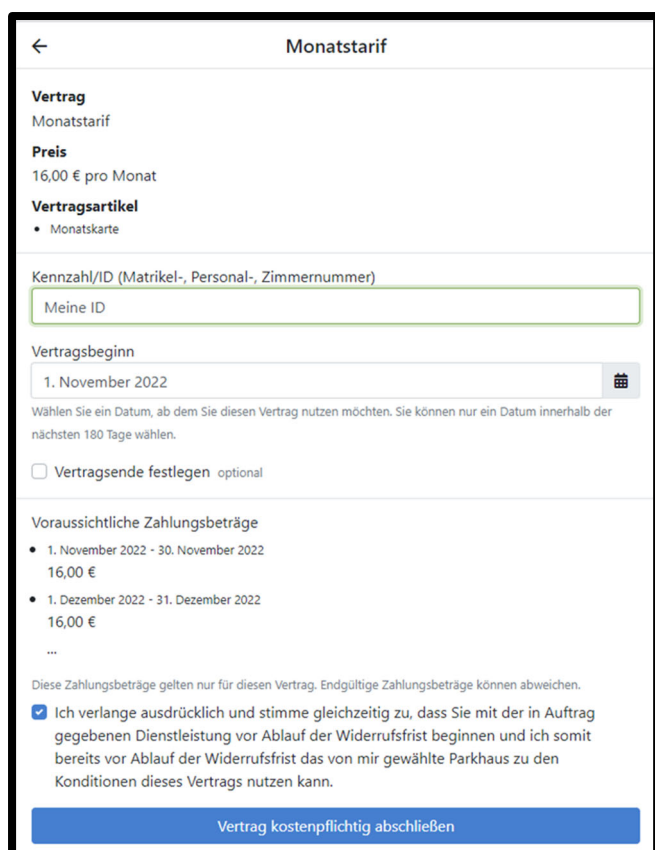 Monatstarif
Vertrag
Monatstarif
Preis
16,00 € pro Monat
Vertragsartikel
• Monatskarte
Kennzahl/ID (Matrikel-, Personal-, Zimmernummer)
Meine ID
Vertragsbeginn
1. November 2022
Wählen Sie ein Datum, ab dem Sie diesen Vertrag nutzen möchten. Sie können nur ein Datum innerhalb der
nächsten 180 Tage wählen.
Vertragsende festlegen optional
Voraussichtliche Zahlungsbeträge
• 1. November 2022 - 30. November 2022
16,00 €
• 1. Dezember 2022 - 31. Dezember 2022
16,00 €
...
Diese Zahlungsbeträge gelten nur für diesen Vertrag. Endgültige Zahlungsbeträge können abweichen.
Ich verlange ausdrücklich und stimme gleichzeitig zu, dass Sie mit der in Auftrag
gegebenen Dienstleistung vor Ablauf der Widerrufsfrist beginnen und ich somit
bereits vor Ablauf der Widerrufsfrist das von mir gewählte Parkhaus zu den
Konditionen dieses Vertrags nutzen kann.
Vertrag kostenpflichtig abschließen